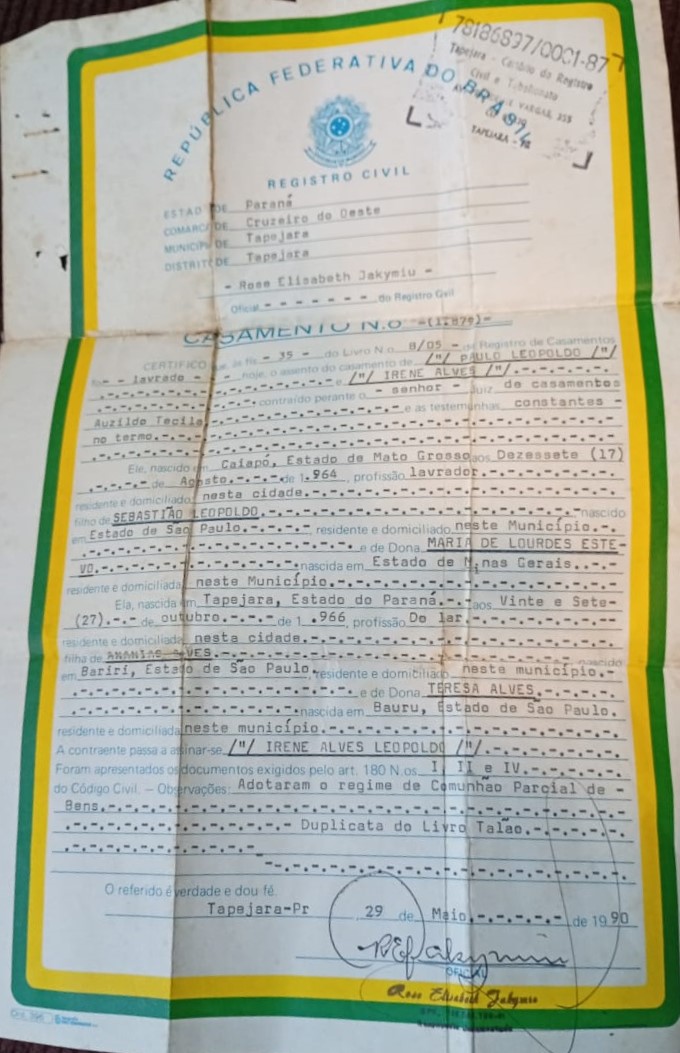 78186897/0001-87
Tapejara - Cartório do Registro
Civil e Tabelionato
VARGAS, 355
TAPEJARA - PR
REPÚBLICA FEDERATIVA DO BRASIL
REGISTRO CIVIL
ESTADO DE Paraná
COMARCA DE Cruzeiro do Oeste
MUNICÍPIO DE Tapejara
DISTRITO DE Tapejara
- Rose Elisabeth Jakymiu -
Oficial - - - - - - - do Registro Civil
CASAMENTO N.o -(1.879)-
CERTIFICO que, às fls - 35 - do Livro N.o B/05 - de Registro de Casamentos
foi - - lavrado - - - hoje, o assento do casamento de /"/ PAULO LEOPOLDO /"/
e /"/ IRENE ALVES /"/
contraído perante o - senhor - Juiz de casamentos
Auzildo Tecila e as testemunhas constantes -
no termo.
Ele, nascido em Caiapó, Estado de Mato Grosso aos Dezessete (17)
de Agosto de 1.964, profissão lavrador
residente e domiciliado nesta cidade.
filho de SEBASTIÃO LEOPOLDO nascido
em Estado de São Paulo residente e domiciliado neste Município.
e de Dona MARIA DE LOURDES ESTE
VO nascida em Estado de Minas Gerais.
residente e domiciliada neste Município.
Ela, nascida em Tapejara, Estado do Paraná. aos Vinte e Sete-
(27). de outubro. de 1.966, profissão Do lar.
residente e domiciliada nesta cidade.
filha de ANANIAS ALVES. nascido
em Bariri, Estado de São Paulo, residente e domiciliado neste município.
e de Dona TERESA ALVES.
nascida em Bauru, Estado de São Paulo.
residente e domiciliada neste município.
A contraente passa a assinar-se /"/ IRENE ALVES LEOPOLDO /"/
Foram apresentados os documentos exigidos pelo art. 180 N.os I, II e IV.
do Código Civil. — Observações: Adotaram o regime de Comunhão Parcial de -
Bens.
Duplicata do Livro Talão.
O referido é verdade e dou fé.
Tapejara-Pr, 29 de Maio. de 1990
OFICIAL
Rose Elisabeth Jakymiu